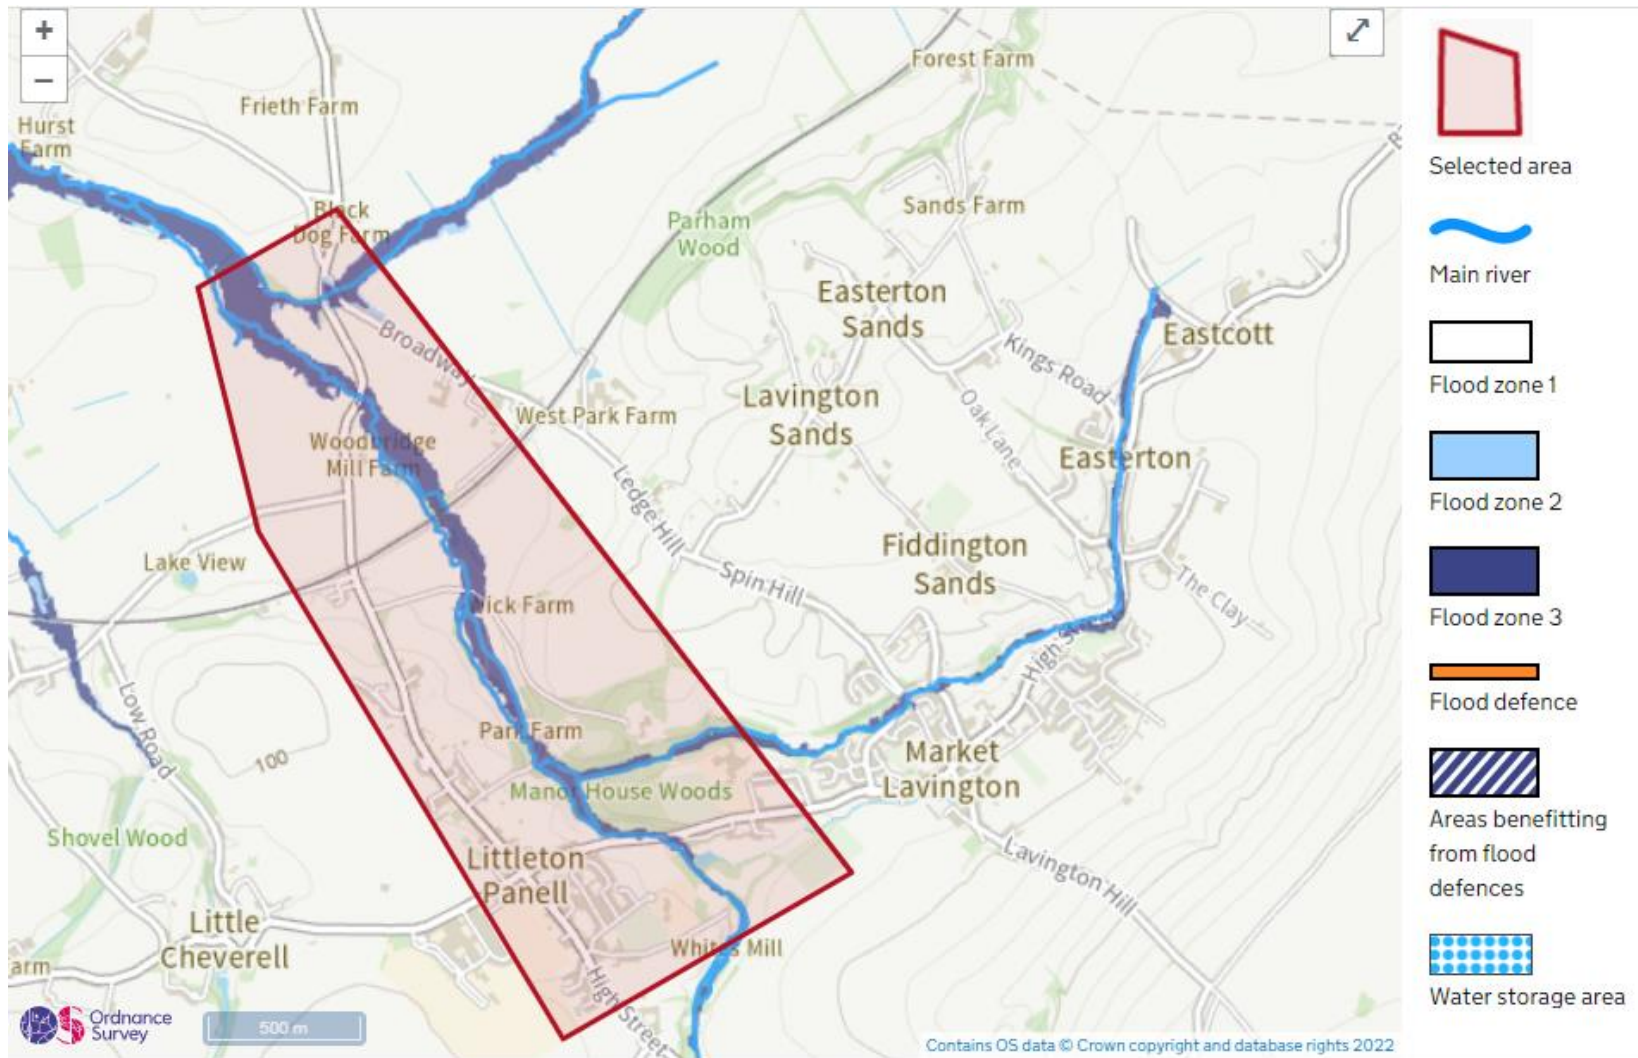 +
−
Forest Farm
Frieth Farm
Hurst
Farm
Black
Dog Farm
Sands Farm
Parham
Wood
Easterton
Sands
Eastcott
Broadway
Kings Road
Lavington
Sands
West Park Farm
Oak Lane
Woodbridge
Mill Farm
Easterton
Ledge Hill
Lake View
Fiddington
Sands
Spin Hill
The Clay
Wick Farm
High St
Low Road
Park Farm
100
Market
Lavington
Manor House Woods
Shovel Wood
Littleton
Panell
Lavington Hill
Little
Cheverell
Whites Mill
arm
High Street
Ordnance
Survey
500 m
Contains OS data © Crown copyright and database rights 2022
Selected area
Main river
Flood zone 1
Flood zone 2
Flood zone 3
Flood defence
Areas benefitting
from flood
defences
Water storage area